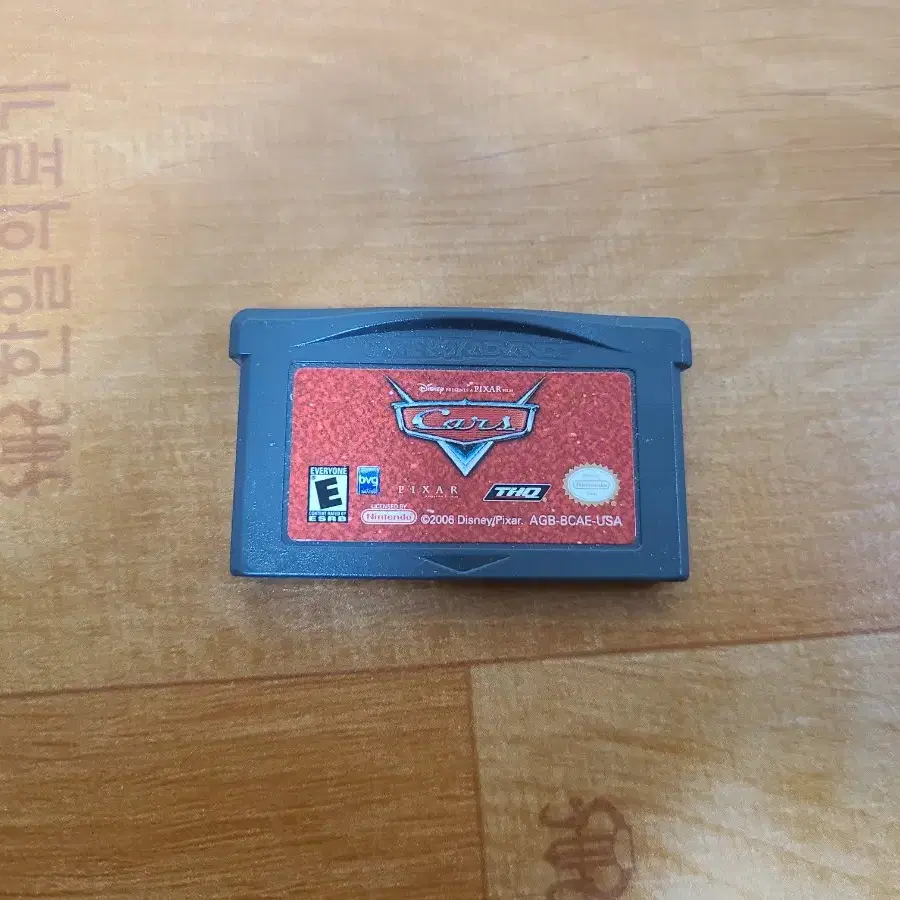 GAME BOY ADVANCE
Disney PRESENTS A PIXAR FILM
Cars
EVERYONE
E
CONTENT RATED BY
ESRB
bvg
PIXAR
THQ
LICENSED BY
Nintendo
Nintendo
©2006 Disney/Pixar. AGB-BCAE-USA